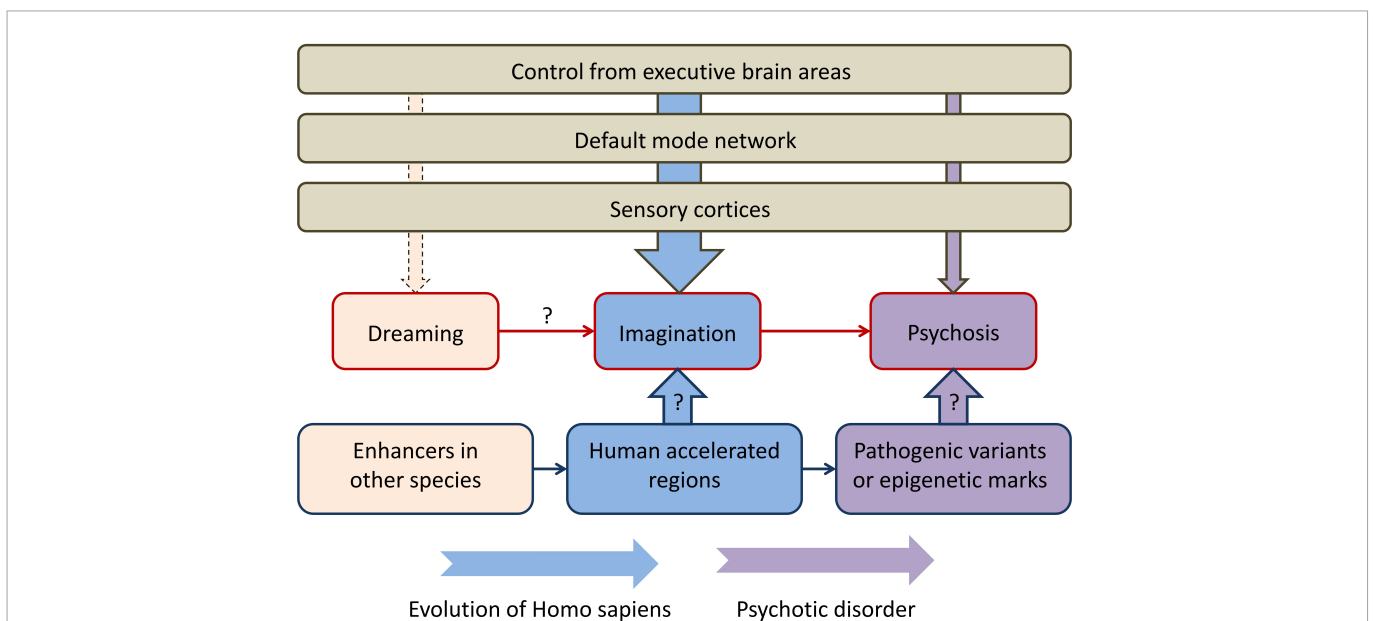 Control from executive brain areas
Default mode network
Sensory cortices
?
Dreaming
Imagination
Psychosis
?
?
Enhancers in
other species
Human accelerated
regions
Pathogenic variants
or epigenetic marks
Evolution of Homo sapiens
Psychotic disorder